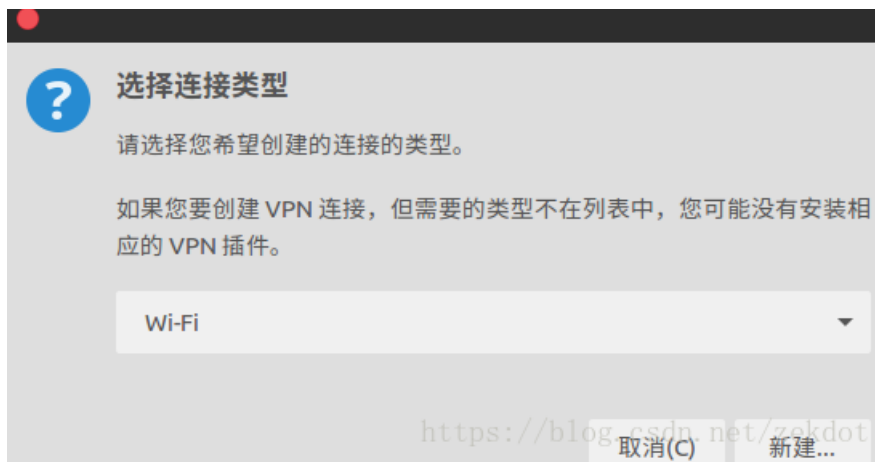 选择连接类型
请选择您希望创建的连接的类型。
如果您要创建 VPN 连接，但需要的类型不在列表中，您可能没有安装相
应的 VPN 插件。
Wi-Fi
https://blog.csdn.net/zekdot
取消(C)
新建...